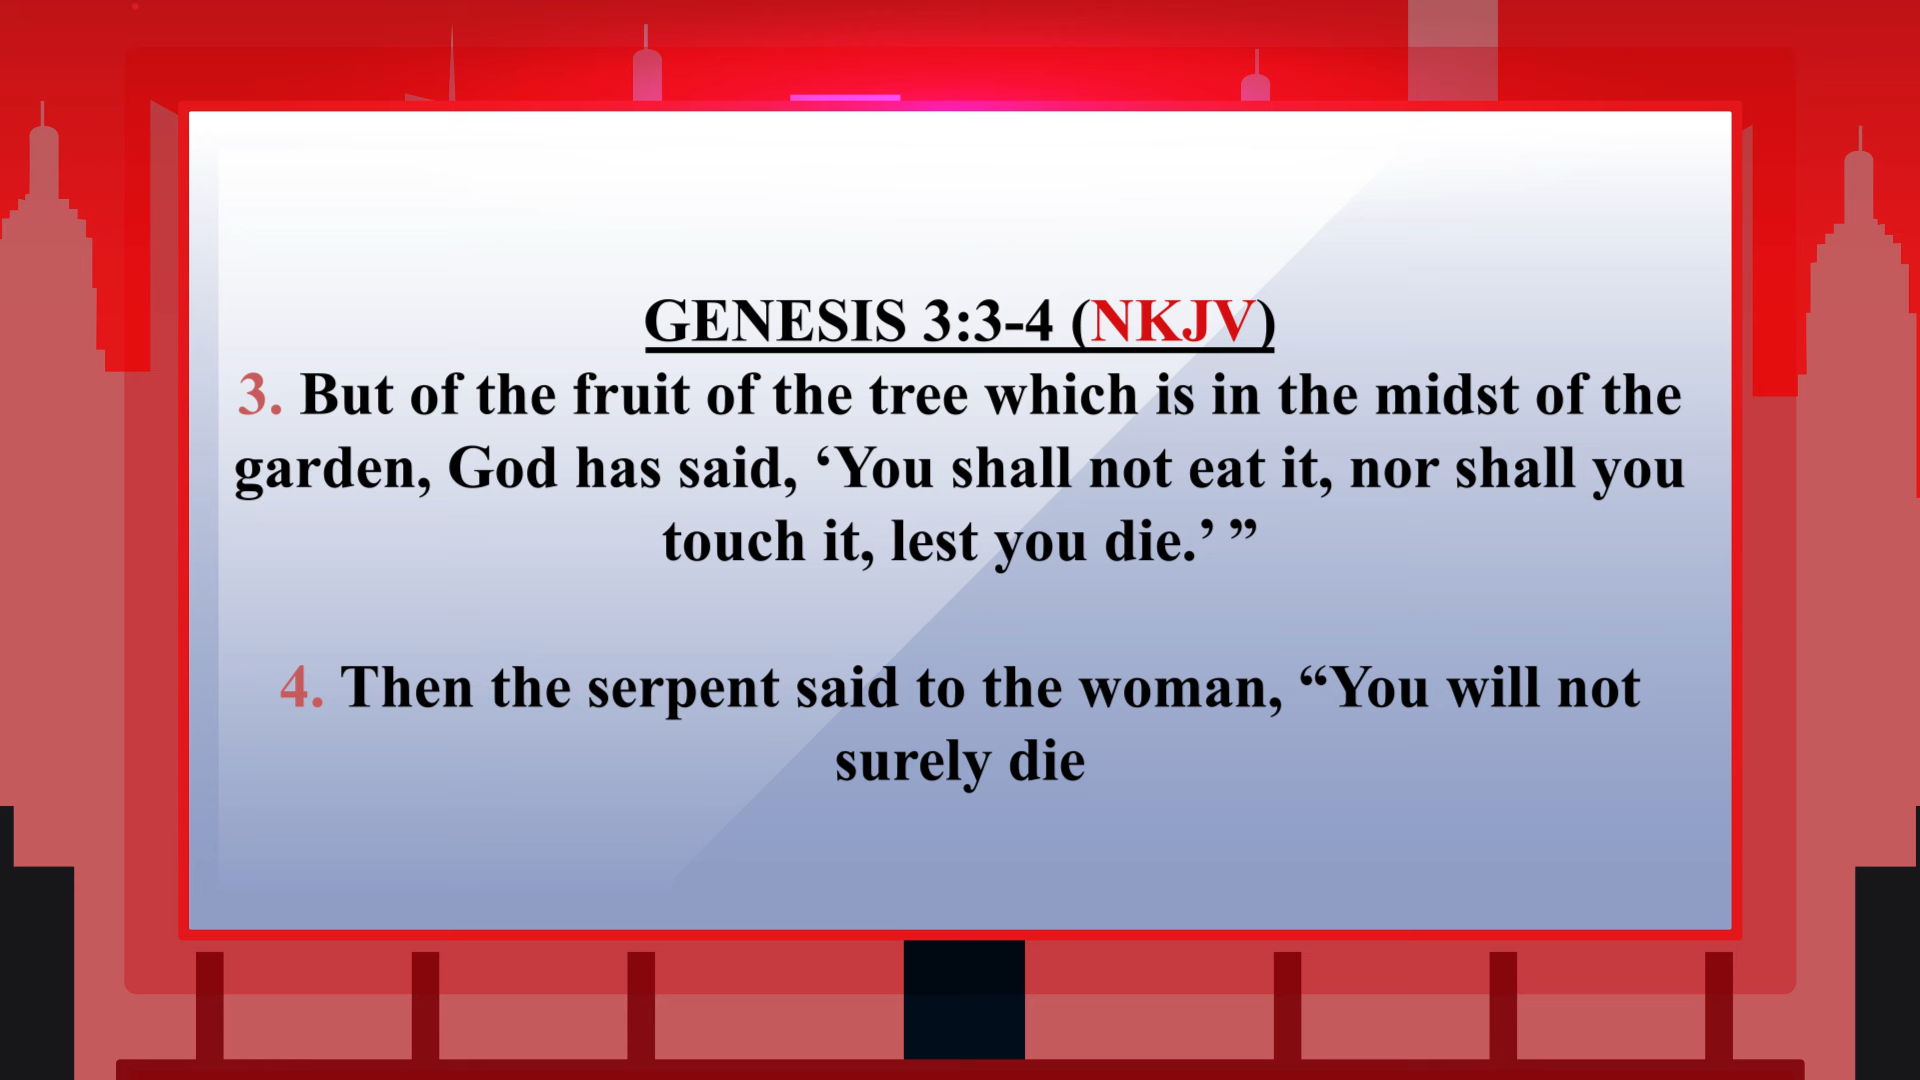 GENESIS 3:3-4 (NKJV)
3. But of the fruit of the tree which is in the midst of the
garden, God has said, ‘You shall not eat it, nor shall you
touch it, lest you die.’ ”
4. Then the serpent said to the woman, “You will not
surely die